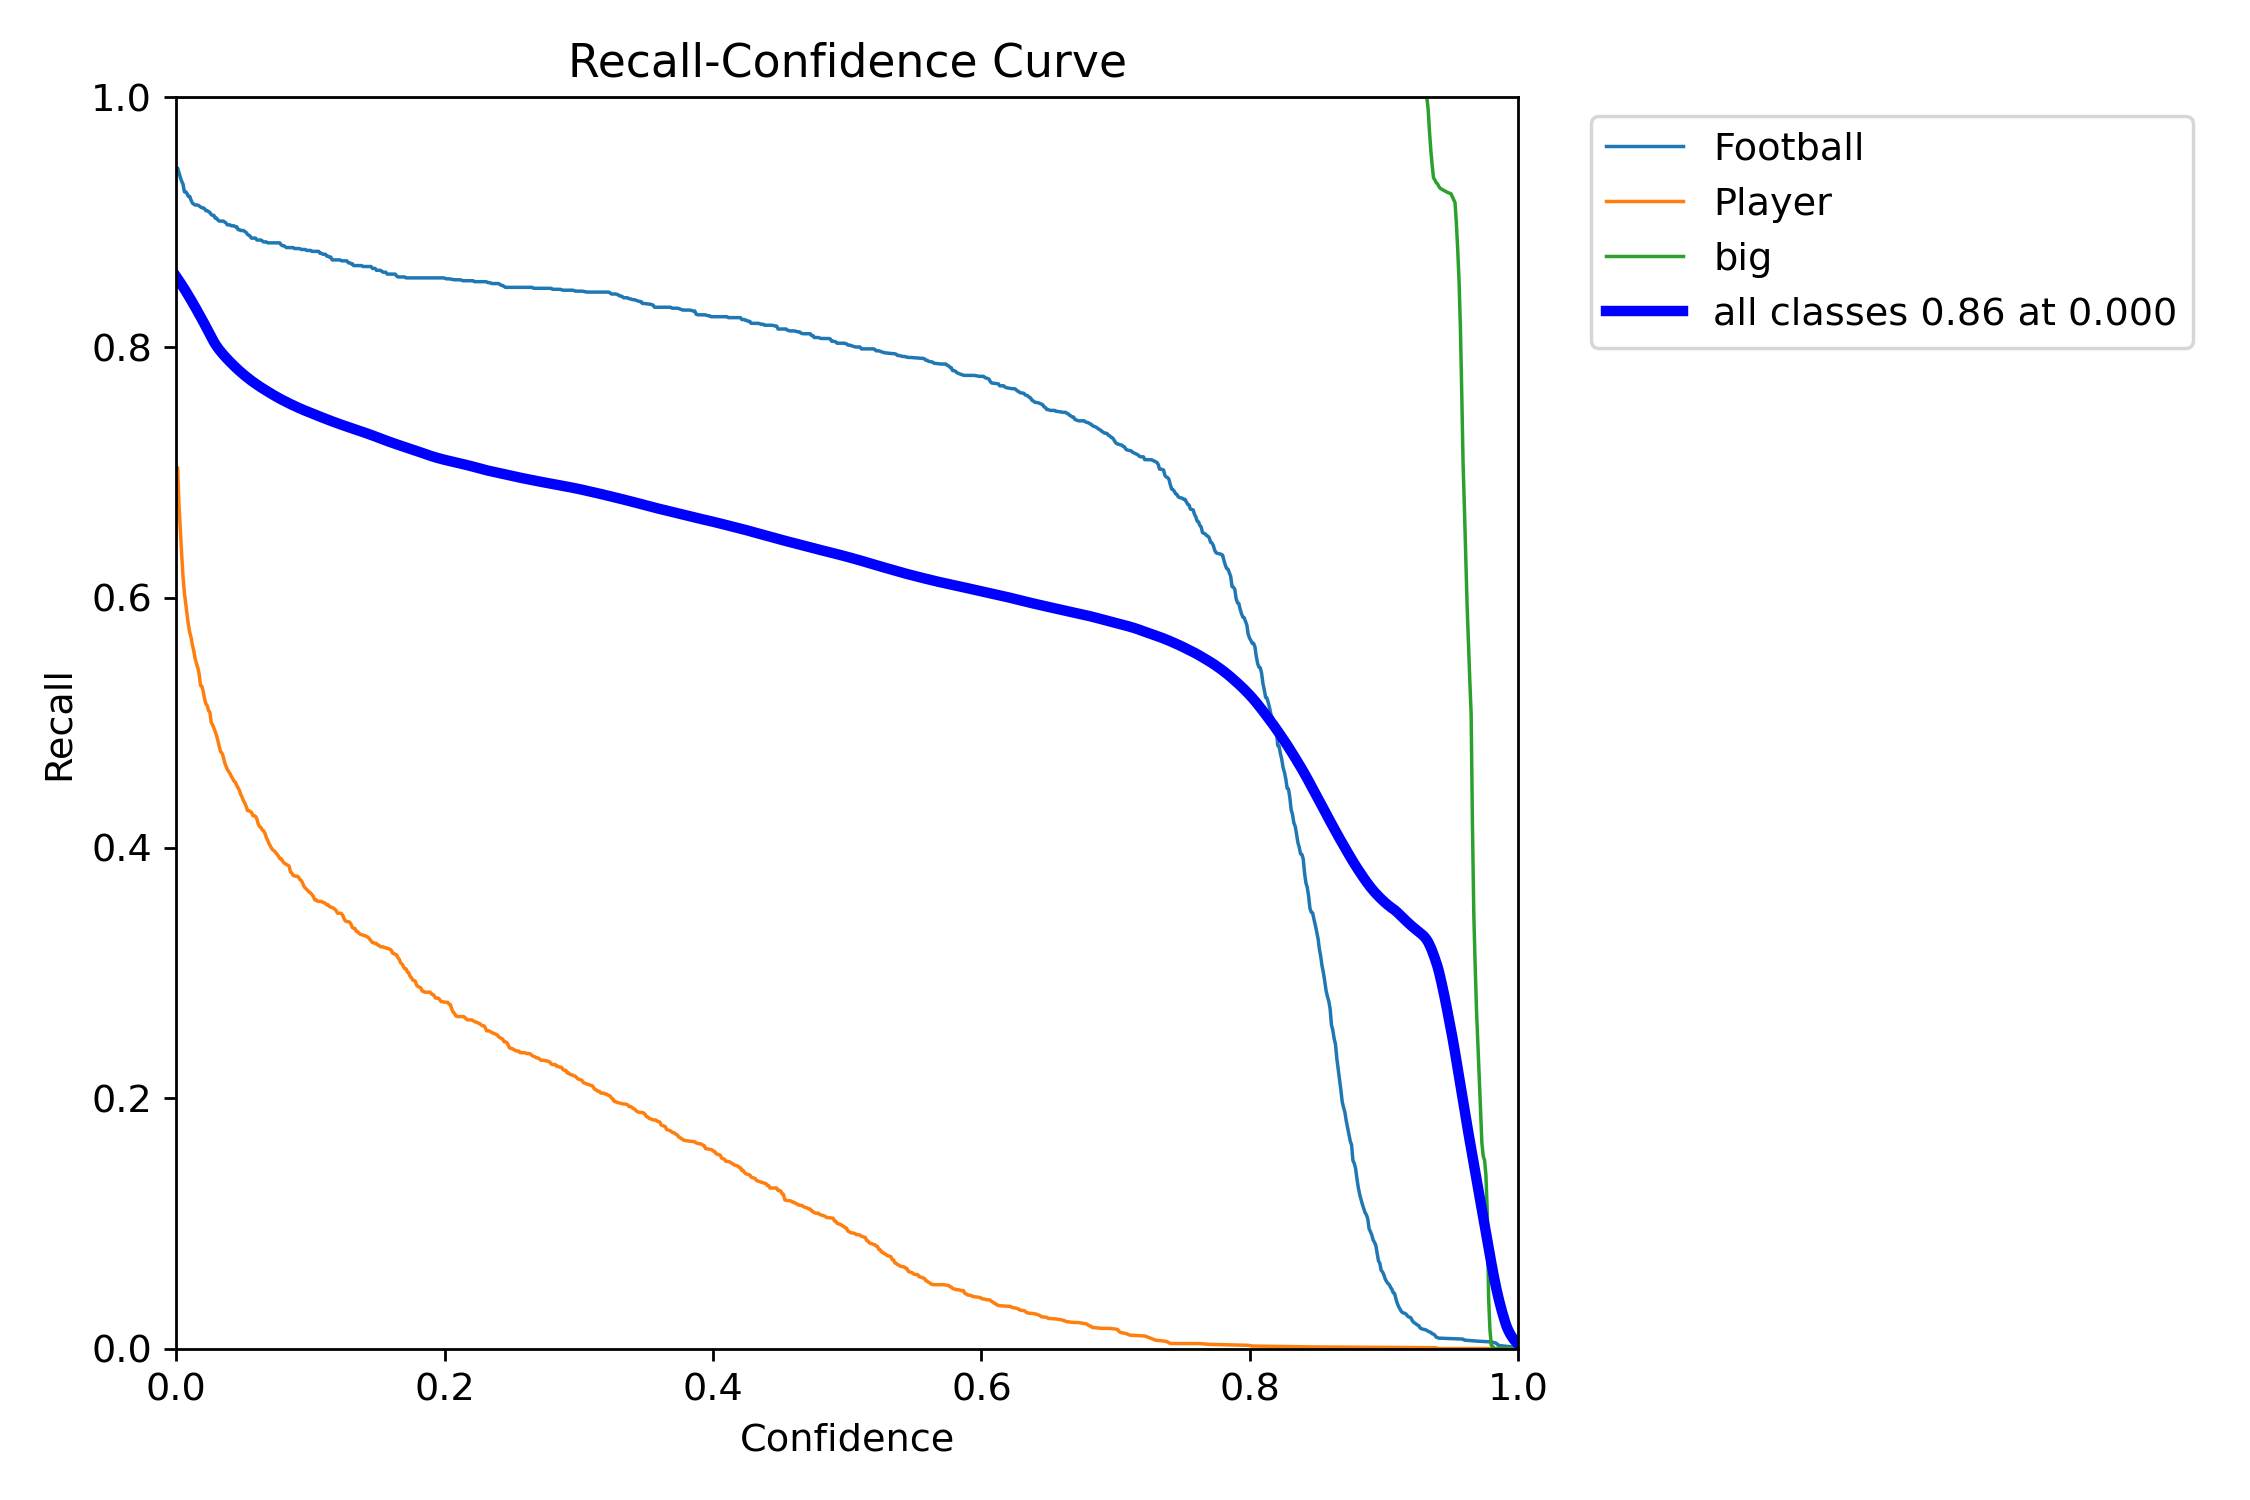 Recall-Confidence Curve
1.0
0.8
0.6
0.4
0.2
0.0
Recall
0.0 0.2 0.4 0.6 0.8 1.0
Confidence
Football
Player
big
all classes 0.86 at 0.000